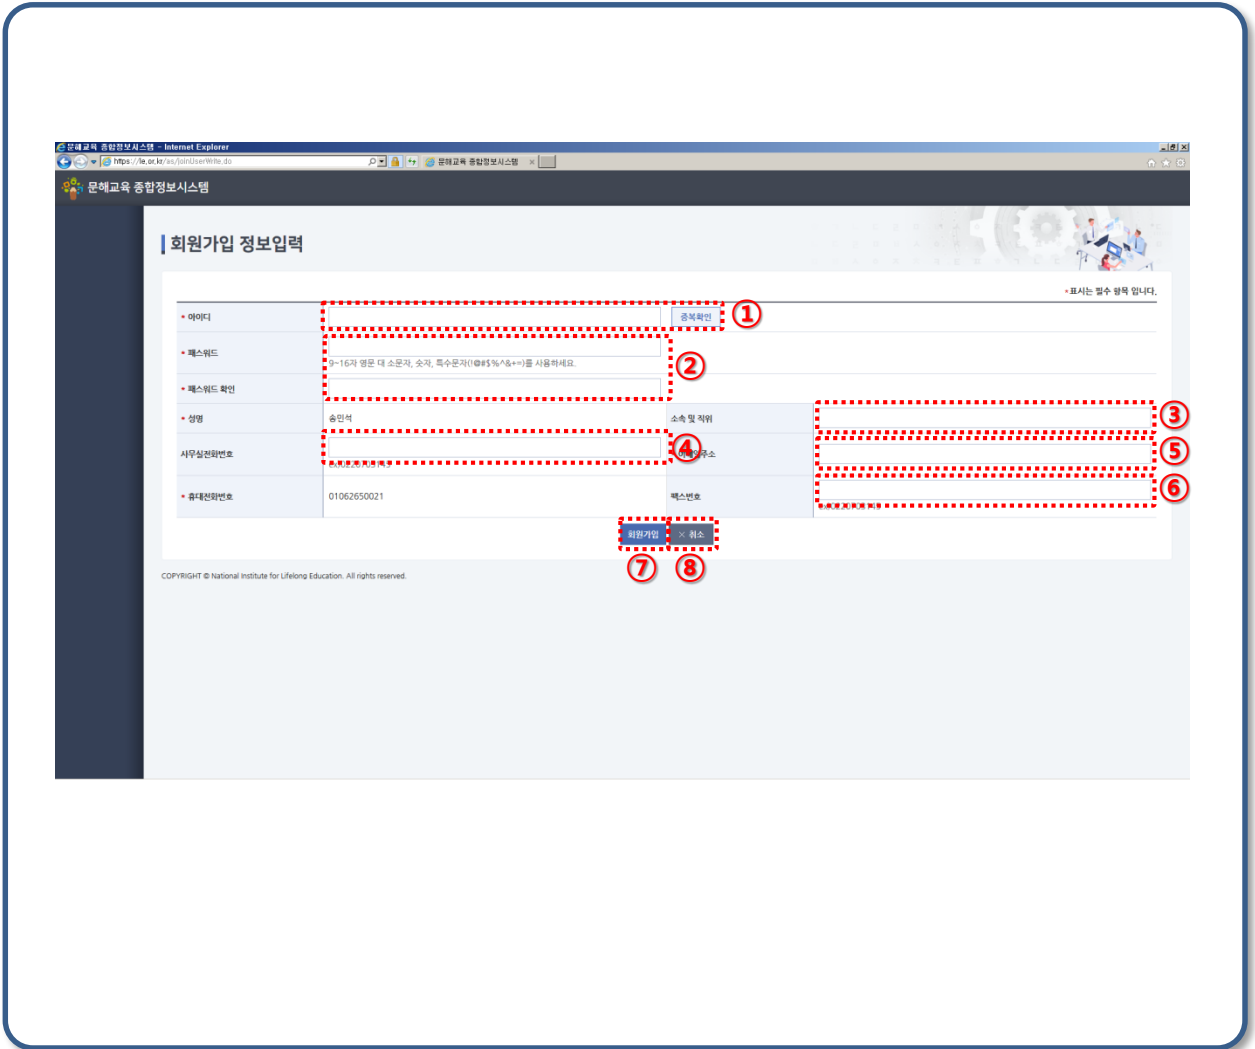 문해교육 종합정보시스템 - Internet Explorer
https://le.or.kr/as/joinUserWrite.do
문해교육 종합정보시스템
문해교육 종합정보시스템
회원가입 정보입력
* 표시는 필수 항목 입니다.
* 아이디
중복확인
①
* 패스워드
9~16자 영문 대 소문자, 숫자, 특수문자(!@#$%^&+=)를 사용하세요.
②
* 패스워드 확인
* 성명
송민석
소속 및 직위
③
사무실전화번호
④
⑤
* 휴대전화번호
01062650021
팩스번호
⑥
회원가입
× 취소
⑦
⑧
COPYRIGHT © National Institute for Lifelong Education. All rights reserved.